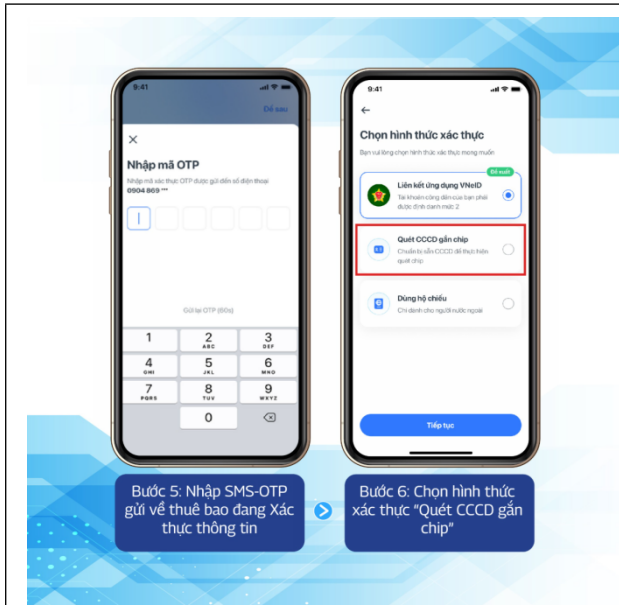 9:41
Để sau
Nhập mã OTP
Nhập mã xác thực OTP được gửi đến số điện thoại
0904 869 ***
Gửi lại OTP (60s)
1
2
ABC
3
DEF
4
GHI
5
JKL
6
MNO
7
PQRS
8
TUV
9
WXYZ
0
Bước 5: Nhập SMS-OTP
gửi về thuê bao đang Xác
thực thông tin
9:41
Chọn hình thức xác thực
Bạn vui lòng chọn hình thức xác thực mong muốn
Đề xuất
Liên kết ứng dụng VNeID
Tài khoản công dân của bạn phải
được định danh mức 2
Quét CCCD gắn chip
Chuẩn bị sẵn CCCD để thực hiện
quét chip
Dùng hộ chiếu
Chỉ dành cho người nước ngoài
Tiếp tục
Bước 6: Chọn hình thức
xác thực “Quét CCCD gắn
chip”